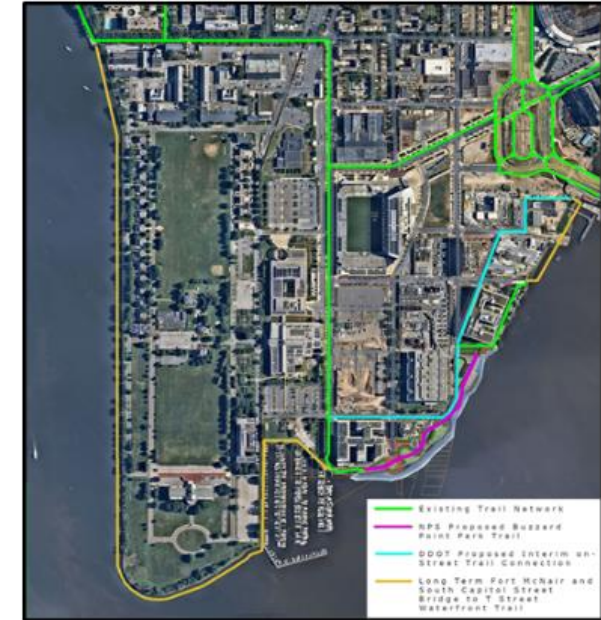 Existing Trail Network
NPS Proposed Buzzard
Point Park Trail
DDOT Proposed Interim on-
Street Trail Connection
Long Term Fort McNair and
South Capitol Street
Bridge to T Street
Waterfront Trail